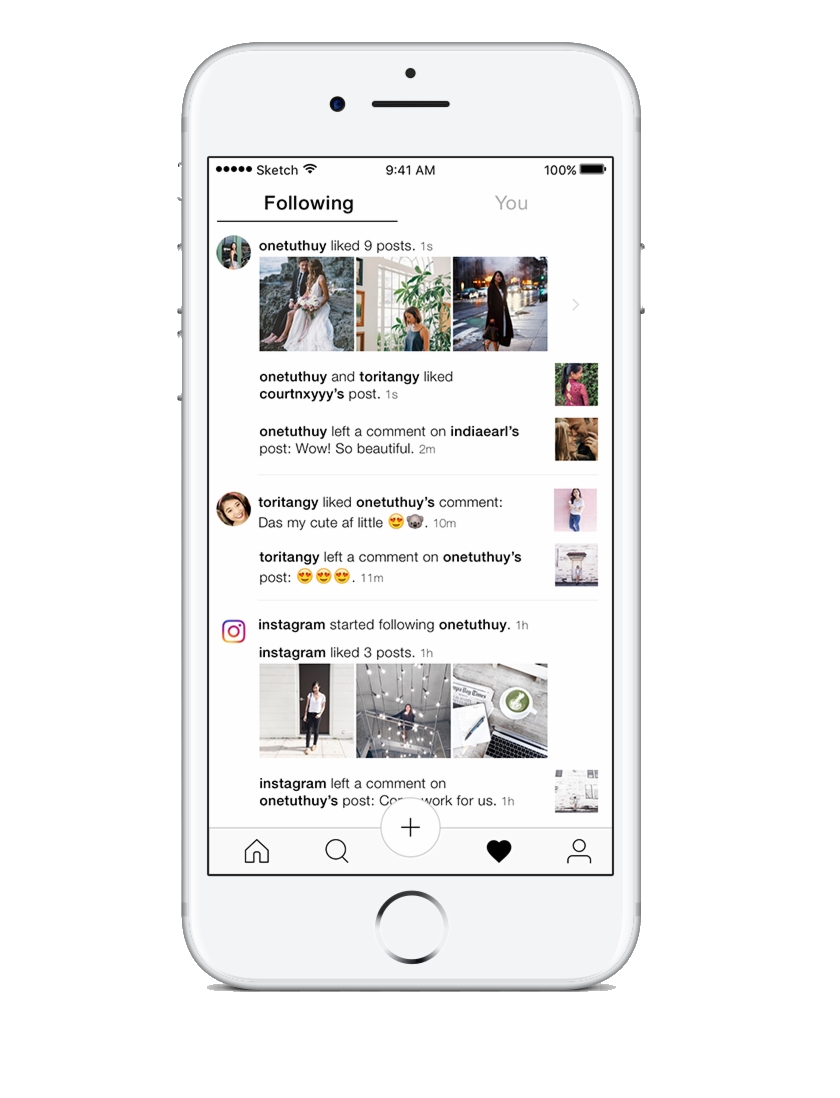 Sketch 9:41 AM 100%
Following You
onetuthuy liked 9 posts. 1s
onetuthuy and toritangy liked
courtnxyyy's post. 1s
onetuthuy left a comment on indiaearl's
post: Wow! So beautiful. 2m
toritangy liked onetuthuy's comment:
Das my cute af little 😍🐨. 10m
toritangy left a comment on onetuthuy's
post: 😍😍😍. 11m
instagram started following onetuthuy. 1h
instagram liked 3 posts. 1h
instagram left a comment on
onetuthuy's post: work for us. 1h